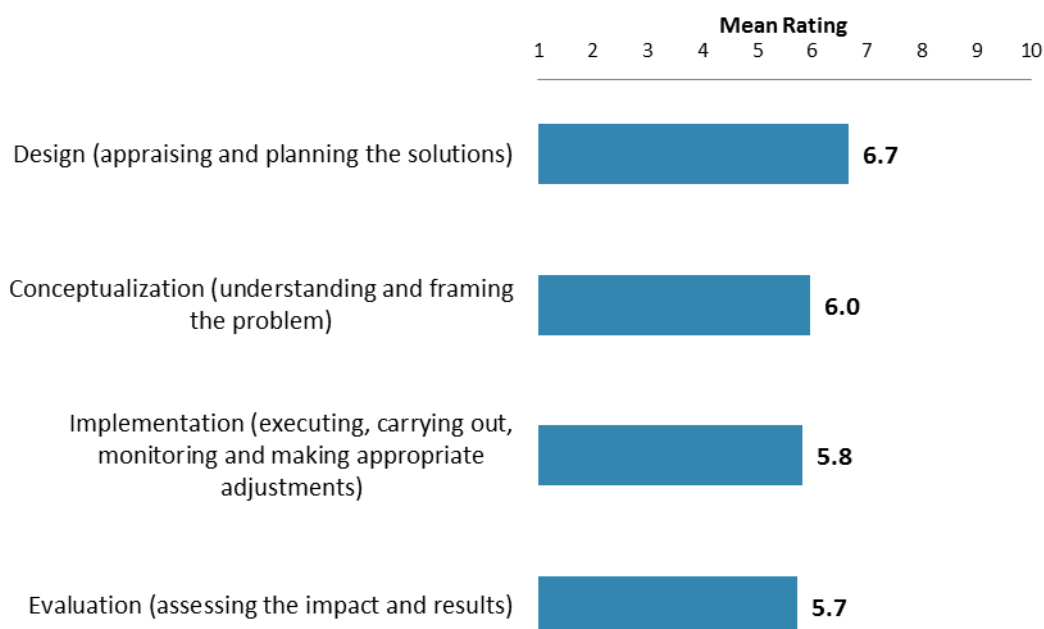 Mean Rating
1 2 3 4 5 6 7 8 9 10
Design (appraising and planning the solutions)
6.7
Conceptualization (understanding and framing
the problem)
6.0
Implementation (executing, carrying out,
monitoring and making appropriate
adjustments)
5.8
Evaluation (assessing the impact and results)
5.7